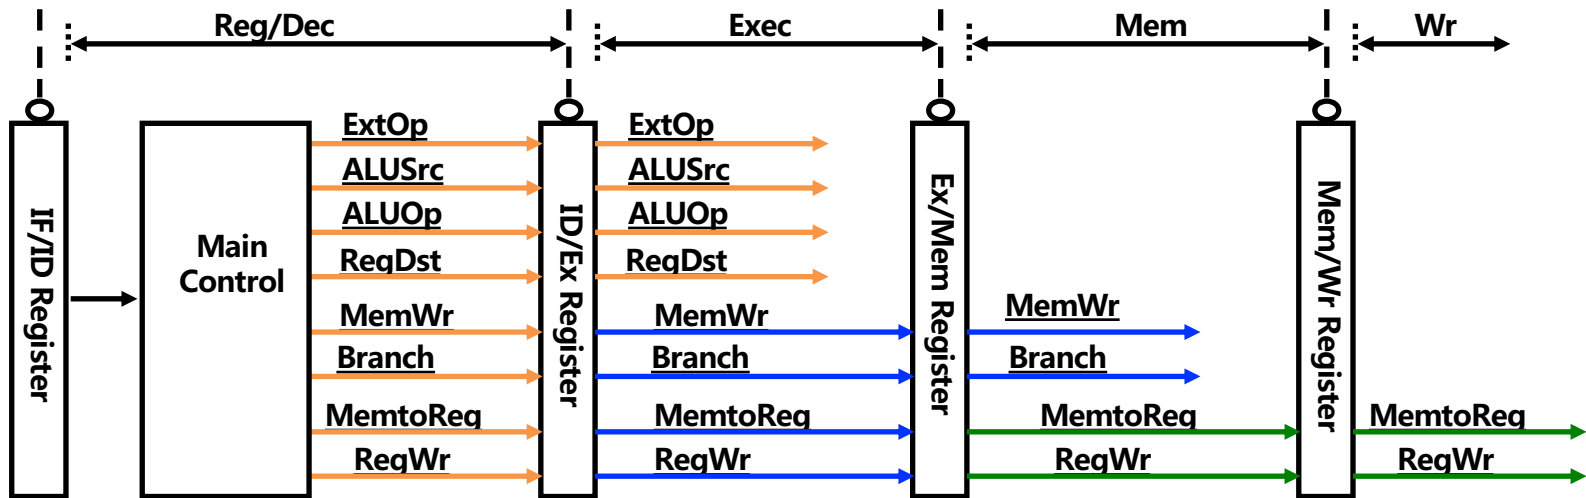 Reg/Dec
Exec
Mem
Wr
IF/ID Register
Main
Control
ExtOp
ALUSrc
ALUOp
RegDst
MemWr
Branch
MemtoReg
RegWr
ID/Ex Register
ExtOp
ALUSrc
ALUOp
RegDst
MemWr
Branch
MemtoReg
RegWr
Ex/Mem Register
MemWr
Branch
MemtoReg
RegWr
Mem/Wr Register
MemtoReg
RegWr